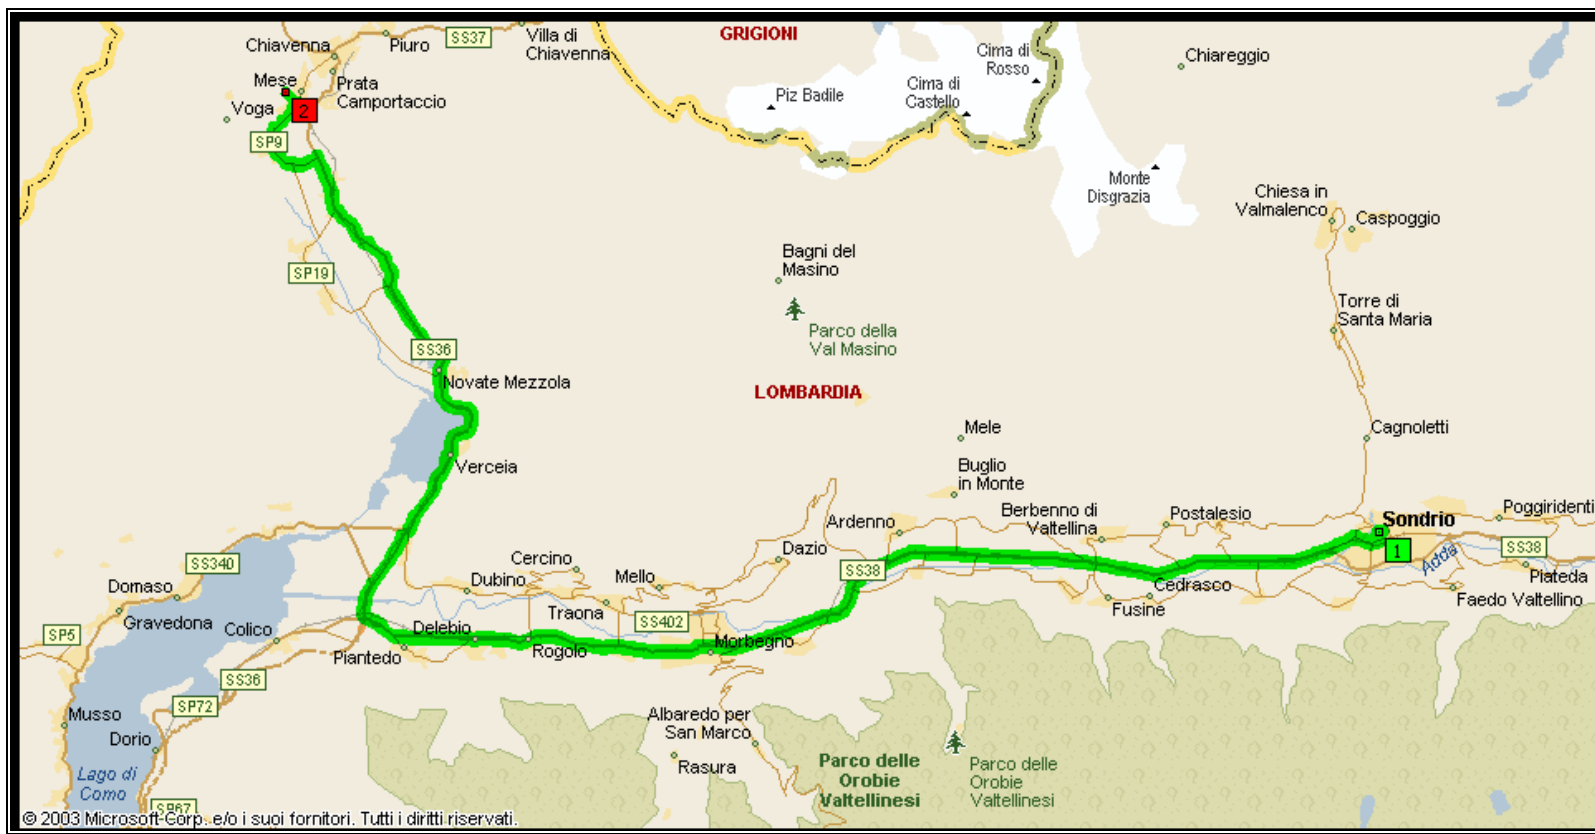 GRIGIONI
Villa di
Chiavenna
SS37
Piuro
Chiavenna
Mese
Prata
Camportaccio
Voga
2
SP9
Cima di
Rosso
Cima di
Castello
Piz Badile
Chiareggio
Monte
Disgrazia
Chiesa in
Valmalenco
Caspoggio
SP19
Bagni del
Masino
Parco della
Val Masino
Torre di
Santa Maria
SS36
Novate Mezzola
LOMBARDIA
Mele
Cagnoletti
Verceia
Buglio
in Monte
Ardenno
Berbenno di
Valtellina
Postalesio
Sondrio
Poggiridenti
1
Adda
SS38
Piateda
Faedo Valtellino
SS340
Domaso
Gravedona
Cercino
Dubino
Mello
Dazio
SS38
Traona
Cedrasco
Fusine
SP5
Colico
Delebio
SS402
Morbegno
Piantedo
Rogolo
SS36
SP72
Musso
Dorio
Albaredo per
San Marco
Rasura
Parco delle
Orobie
Valtellinesi
Parco delle
Orobie
Valtellinesi
Lago di
Como
SP67
© 2003 Microsoft Corp. e/o i suoi fornitori. Tutti i diritti riservati.